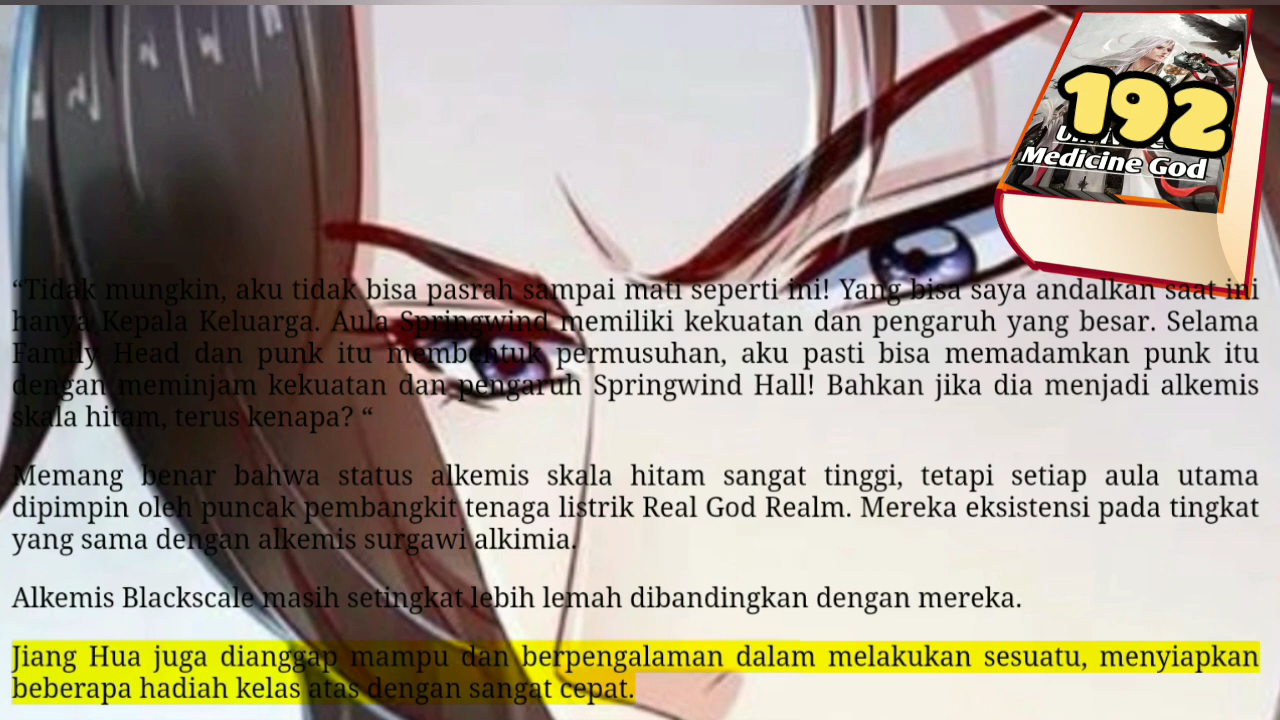 192
Medicine God
“Tidak mungkin, aku tidak bisa pasrah sampai mati seperti ini! Yang bisa saya andalkan saat ini
hanya Kepala Keluarga. Aula Springwind memiliki kekuatan dan pengaruh yang besar. Selama
Family Head dan punk itu membentuk permusuhan, aku pasti bisa memadamkan punk itu
dengan meminjam kekuatan dan pengaruh Springwind Hall! Bahkan jika dia menjadi alkemis
skala hitam, terus kenapa? “
Memang benar bahwa status alkemis skala hitam sangat tinggi, tetapi setiap aula utama
dipimpin oleh puncak pembangkit tenaga listrik Real God Realm. Mereka eksistensi pada tingkat
yang sama dengan alkemis surgawi alkimia.
Alkemis Blackscale masih setingkat lebih lemah dibandingkan dengan mereka.
Jiang Hua juga dianggap mampu dan berpengalaman dalam melakukan sesuatu, menyiapkan
beberapa hadiah kelas atas dengan sangat cepat.